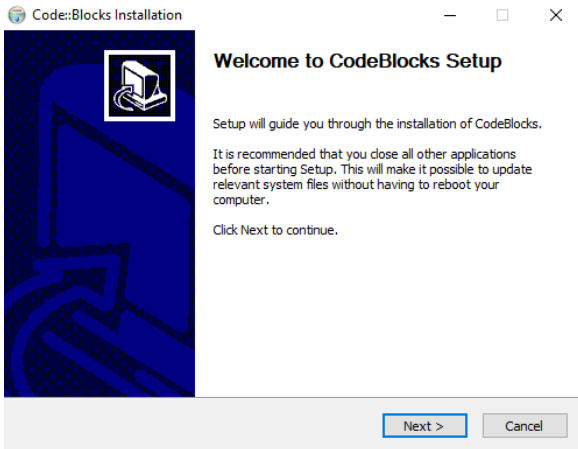 Code::Blocks Installation
Welcome to CodeBlocks Setup
Setup will guide you through the installation of CodeBlocks.
It is recommended that you close all other applications
before starting Setup. This will make it possible to update
relevant system files without having to reboot your
computer.
Click Next to continue.
Next >
Cancel